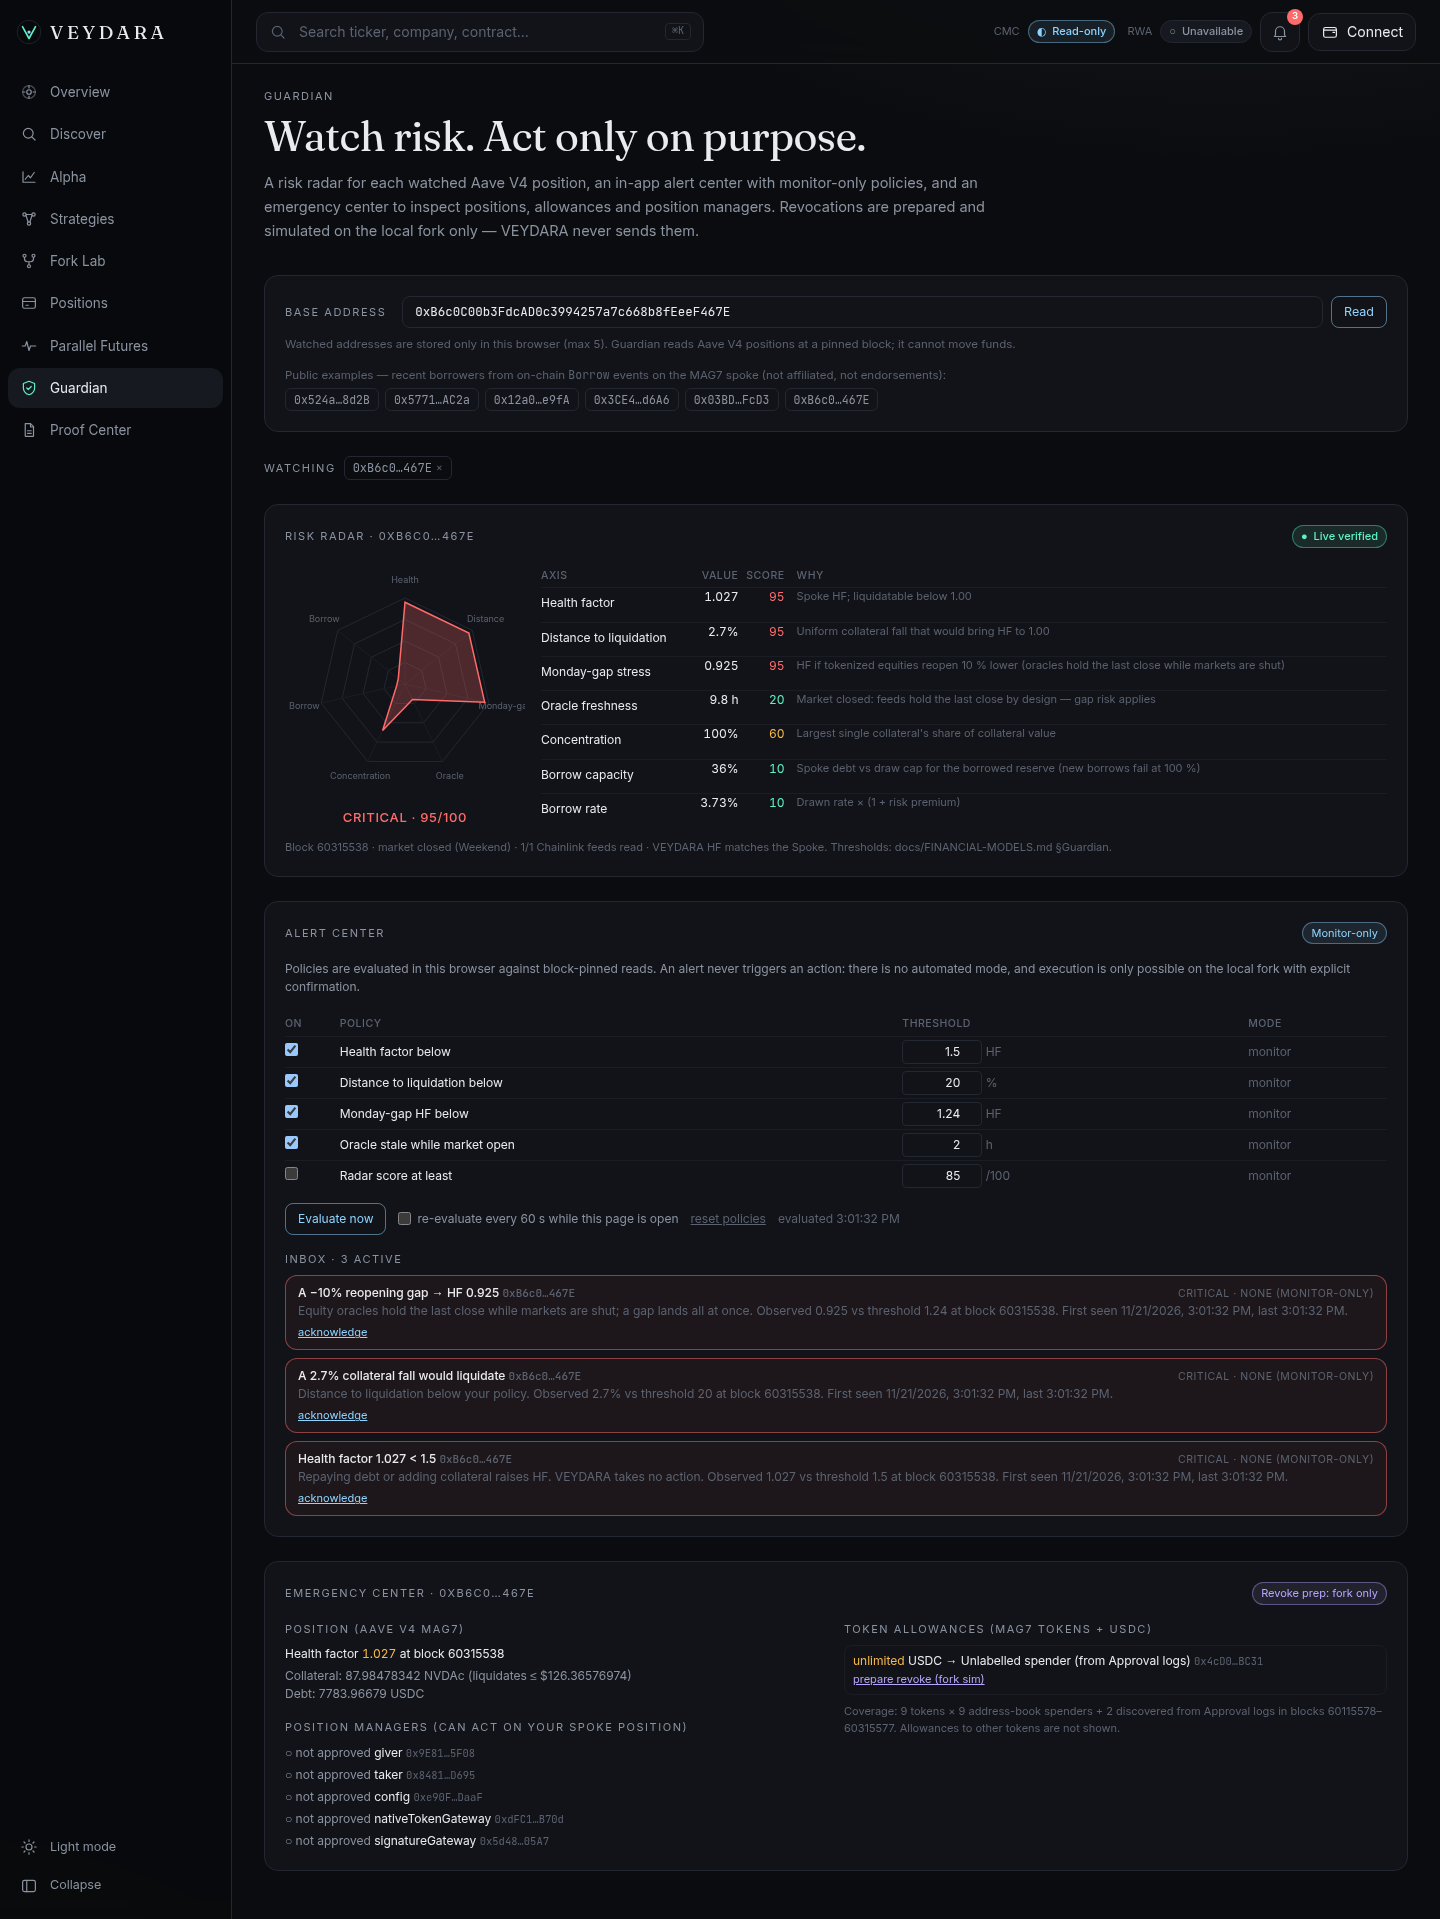 VEYDARA
Search ticker, company, contract...
⌘K
CMC
◐ Read-only
RWA
○ Unavailable
3
Connect
Overview
Discover
Alpha
Strategies
Fork Lab
Positions
Parallel Futures
Guardian
Proof Center
Light mode
Collapse
GUARDIAN
Watch risk. Act only on purpose.
A risk radar for each watched Aave V4 position, an in-app alert center with monitor-only policies, and an
emergency center to inspect positions, allowances and position managers. Revocations are prepared and
simulated on the local fork only — VEYDARA never sends them.
BASE ADDRESS
0xB6c0C00b3FdcAD0c3994257a7c668b8fEeeF467E
Read
Watched addresses are stored only in this browser (max 5). Guardian reads Aave V4 positions at a pinned block; it cannot move funds.
Public examples — recent borrowers from on-chain Borrow events on the MAG7 spoke (not affiliated, not endorsements):
0x524a…8d2B
0x5771…AC2a
0x12a0…e9fA
0x3CE4…d6A6
0x03BD…FcD3
0xB6c0…467E
WATCHING
0xB6c0…467E ×
RISK RADAR · 0XB6C0…467E
● Live verified
Health
Distance
Monday-ga
Oracle
Concentration
Borrow
Borrow
CRITICAL · 95/100
AXIS VALUE SCORE WHY
Health factor 1.027 95 Spoke HF; liquidatable below 1.00
Distance to liquidation 2.7% 95 Uniform collateral fall that would bring HF to 1.00
Monday-gap stress 0.925 95 HF if tokenized equities reopen 10 % lower (oracles hold the last close while markets are shut)
Oracle freshness 9.8 h 20 Market closed: feeds hold the last close by design — gap risk applies
Concentration 100% 60 Largest single collateral's share of collateral value
Borrow capacity 36% 10 Spoke debt vs draw cap for the borrowed reserve (new borrows fail at 100 %)
Borrow rate 3.73% 10 Drawn rate × (1 + risk premium)
Block 60315538 · market closed (Weekend) · 1/1 Chainlink feeds read · VEYDARA HF matches the Spoke. Thresholds: docs/FINANCIAL-MODELS.md §Guardian.
ALERT CENTER
Monitor-only
Policies are evaluated in this browser against block-pinned reads. An alert never triggers an action: there is no automated mode, and execution is only possible on the local fork with explicit
confirmation.
ON POLICY THRESHOLD MODE
Health factor below 1.5 HF monitor
Distance to liquidation below 20 % monitor
Monday-gap HF below 1.24 HF monitor
Oracle stale while market open 2 h monitor
Radar score at least 85 /100 monitor
Evaluate now re-evaluate every 60 s while this page is open reset policies evaluated 3:01:32 PM
INBOX · 3 ACTIVE
A −10% reopening gap → HF 0.925 0xB6c0…467E CRITICAL · NONE (MONITOR-ONLY)
Equity oracles hold the last close while markets are shut; a gap lands all at once. Observed 0.925 vs threshold 1.24 at block 60315538. First seen 11/21/2026, 3:01:32 PM, last 3:01:32 PM.
acknowledge
A 2.7% collateral fall would liquidate 0xB6c0…467E CRITICAL · NONE (MONITOR-ONLY)
Distance to liquidation below your policy. Observed 2.7% vs threshold 20 at block 60315538. First seen 11/21/2026, 3:01:32 PM, last 3:01:32 PM.
acknowledge
Health factor 1.027 < 1.5 0xB6c0…467E CRITICAL · NONE (MONITOR-ONLY)
Repaying debt or adding collateral raises HF. VEYDARA takes no action. Observed 1.027 vs threshold 1.5 at block 60315538. First seen 11/21/2026, 3:01:32 PM, last 3:01:32 PM.
acknowledge
EMERGENCY CENTER · 0XB6C0…467E
Revoke prep: fork only
POSITION (AAVE V4 MAG7)
Health factor 1.027 at block 60315538
Collateral: 87.98478342 NVDAc (liquidates ≤ $126.36576974)
Debt: 7783.96679 USDC
POSITION MANAGERS (CAN ACT ON YOUR SPOKE POSITION)
○ not approved giver 0x9E81…5F08
○ not approved taker 0x8481…D695
○ not approved config 0xe90F…DaaF
○ not approved nativeTokenGateway 0xdFC1…B70d
○ not approved signatureGateway 0x5d48…05A7
TOKEN ALLOWANCES (MAG7 TOKENS + USDC)
unlimited USDC → Unlabelled spender (from Approval logs) 0x4cD0…BC31
prepare revoke (fork sim)
Coverage: 9 tokens × 9 address-book spenders + 2 discovered from Approval logs in blocks 60115578–
60315577. Allowances to other tokens are not shown.